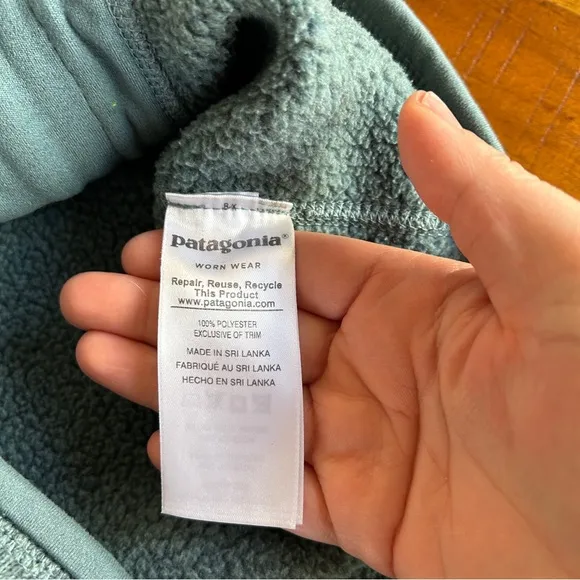 patagonia®
WORN WEAR
Repair, Reuse, Recycle
This Product
www.patagonia.com
100% POLYESTER
EXCLUSIVE OF TRIM
MADE IN SRI LANKA
FABRIQUÉ AU SRI LANKA
HECHO EN SRI LANKA